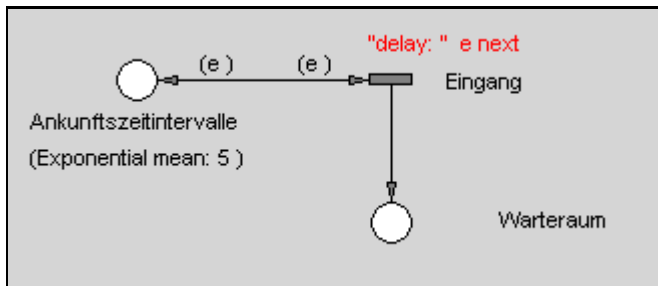 "delay: " e next
(e )
(e )
Eingang
Ankunftszeitintervalle
(Exponential mean: 5 )
Warteraum